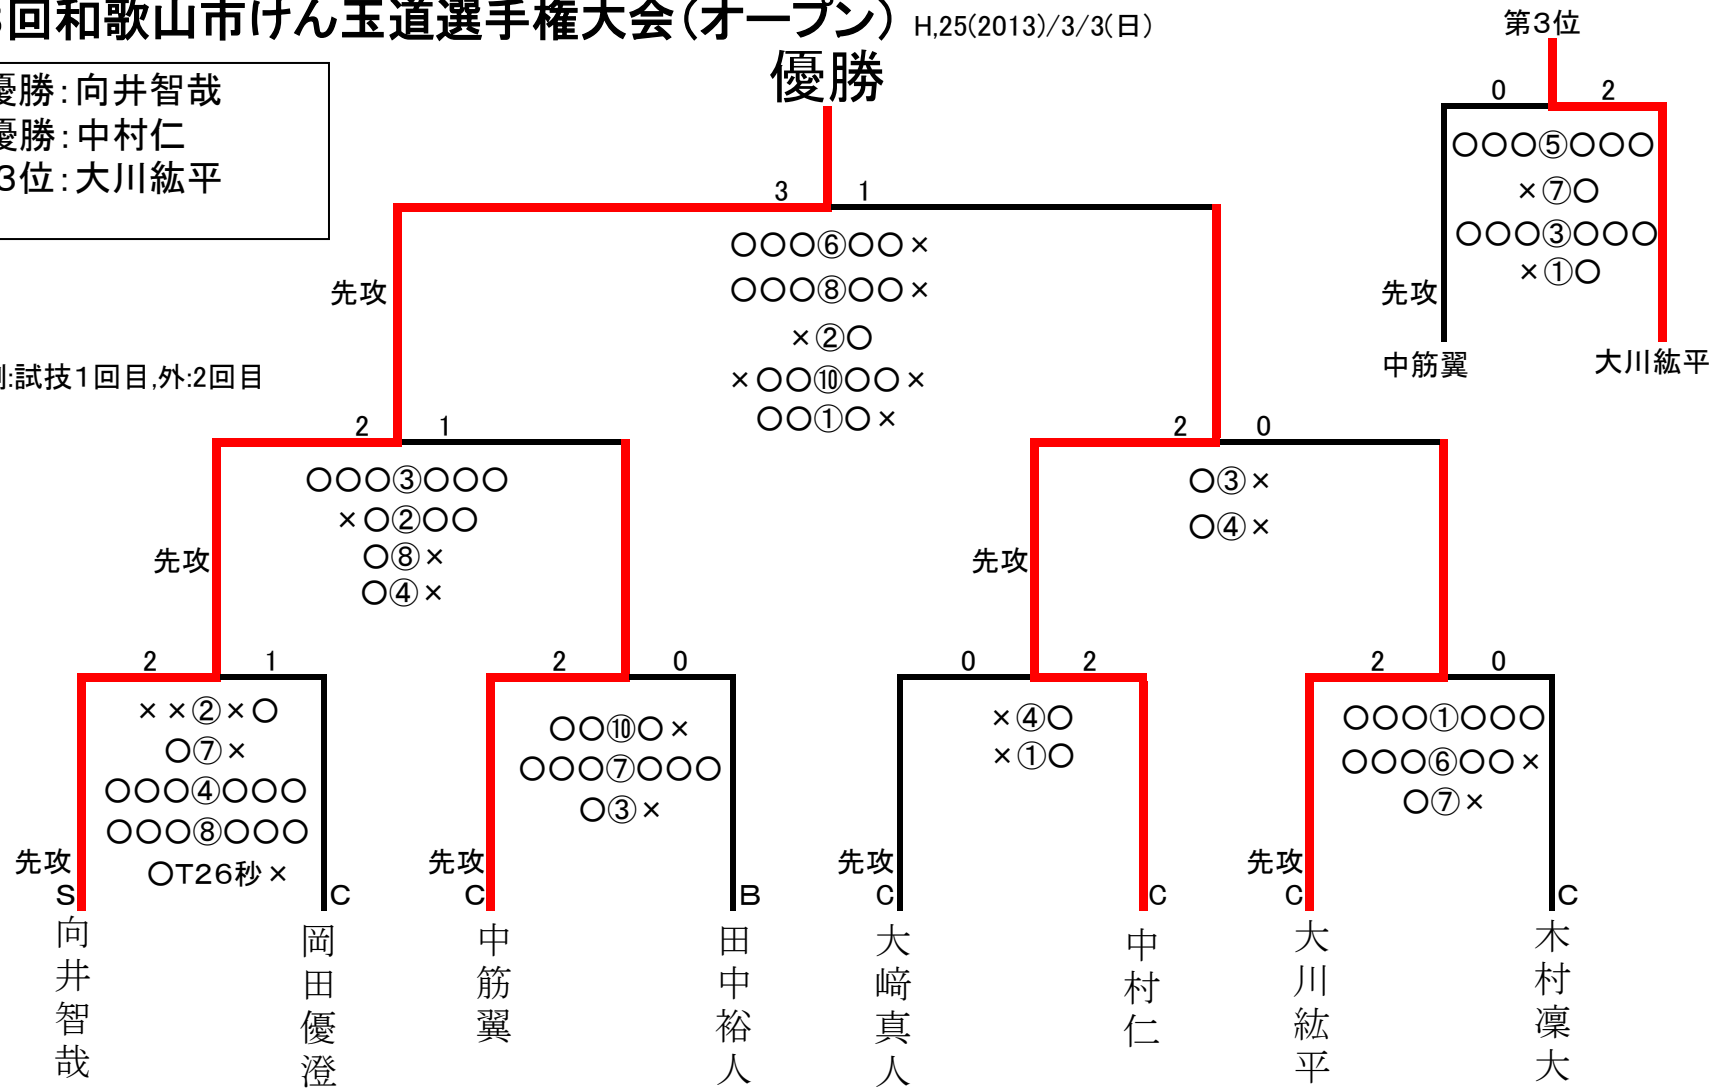 回和歌山市けん玉道選手権大会(オープン) H,25(2013)/3/3(日)
優勝:向井智哉
優勝:中村仁
3位:大川紘平
優勝
3 1
○○○⑥○○×
○○○⑧○○×
×②○
×○○⑩○○×
○○①○×
先攻
第3位
0 2
○○○⑤○○○
×⑦○
○○○③○○○
×①○
先攻
中筋翼 大川紘平
:試技1回目,外:2回目
2 1
○○○③○○○
×○②○○
○⑧×
○④×
先攻
2 0
○③×
○④×
先攻
2 1
××②×○
○⑦×
○○○④○○○
○○○⑧○○○
○T26秒×
先攻
S C
2 0
○○⑩○×
○○○⑦○○○
○③×
先攻
C B
0 2
×④○
×①○
先攻
C C
2 0
○○○①○○○
○○○⑥○○×
○⑦×
先攻
C C
向井智哉
岡田優澄
中筋翼
田中裕人
大﨑真人
中村仁
大川紘平
木村凜大